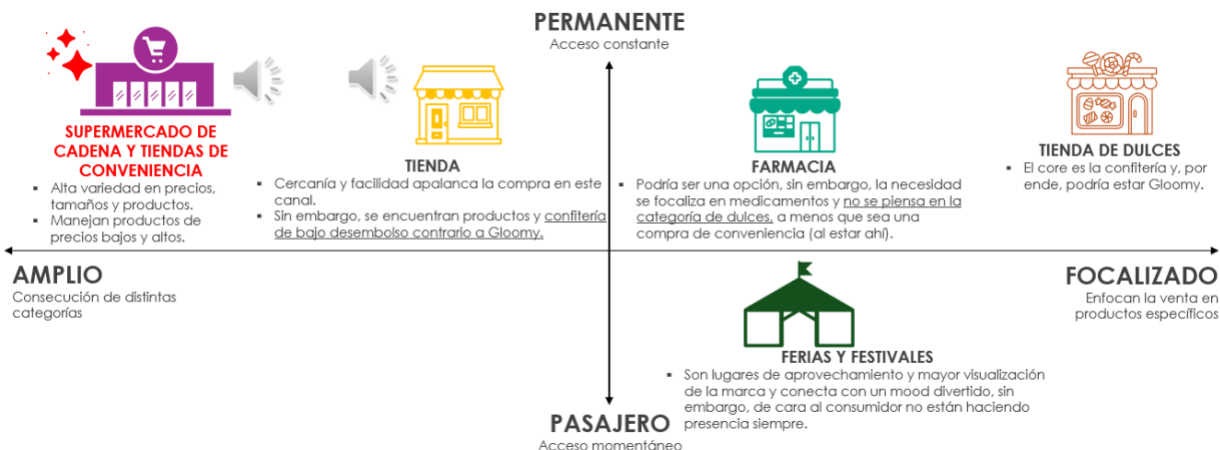 PERMANENTE
Acceso constante
SUPERMERCADO DE
CADENA Y TIENDAS DE
CONVENIENCIA
▪ Alta variedad en precios,
tamaños y productos.
▪ Manejan productos de
precios bajos y altos.
TIENDA
▪ Cercanía y facilidad apalanca la compra en este
canal.
▪ Sin embargo, se encuentran productos y confitería
de bajo desembolso contrario a Gloomy.
FARMACIA
▪ Podría ser una opción, sin embargo, la necesidad
se focaliza en medicamentos y no se piensa en la
categoría de dulces, a menos que sea una
compra de conveniencia (al estar ahí).
TIENDA DE DULCES
▪ El core es la confitería y, por
ende, podría estar Gloomy.
AMPLIO
Consecución de distintas
categorías
FOCALIZADO
Enfocan la venta en
productos específicos
FERIAS Y FESTIVALES
▪ Son lugares de aprovechamiento y mayor visualización
de la marca y conecta con un mood divertido, sin
embargo, de cara al consumidor no están haciendo
presencia siempre.
PASAJERO
Acceso momentáneo